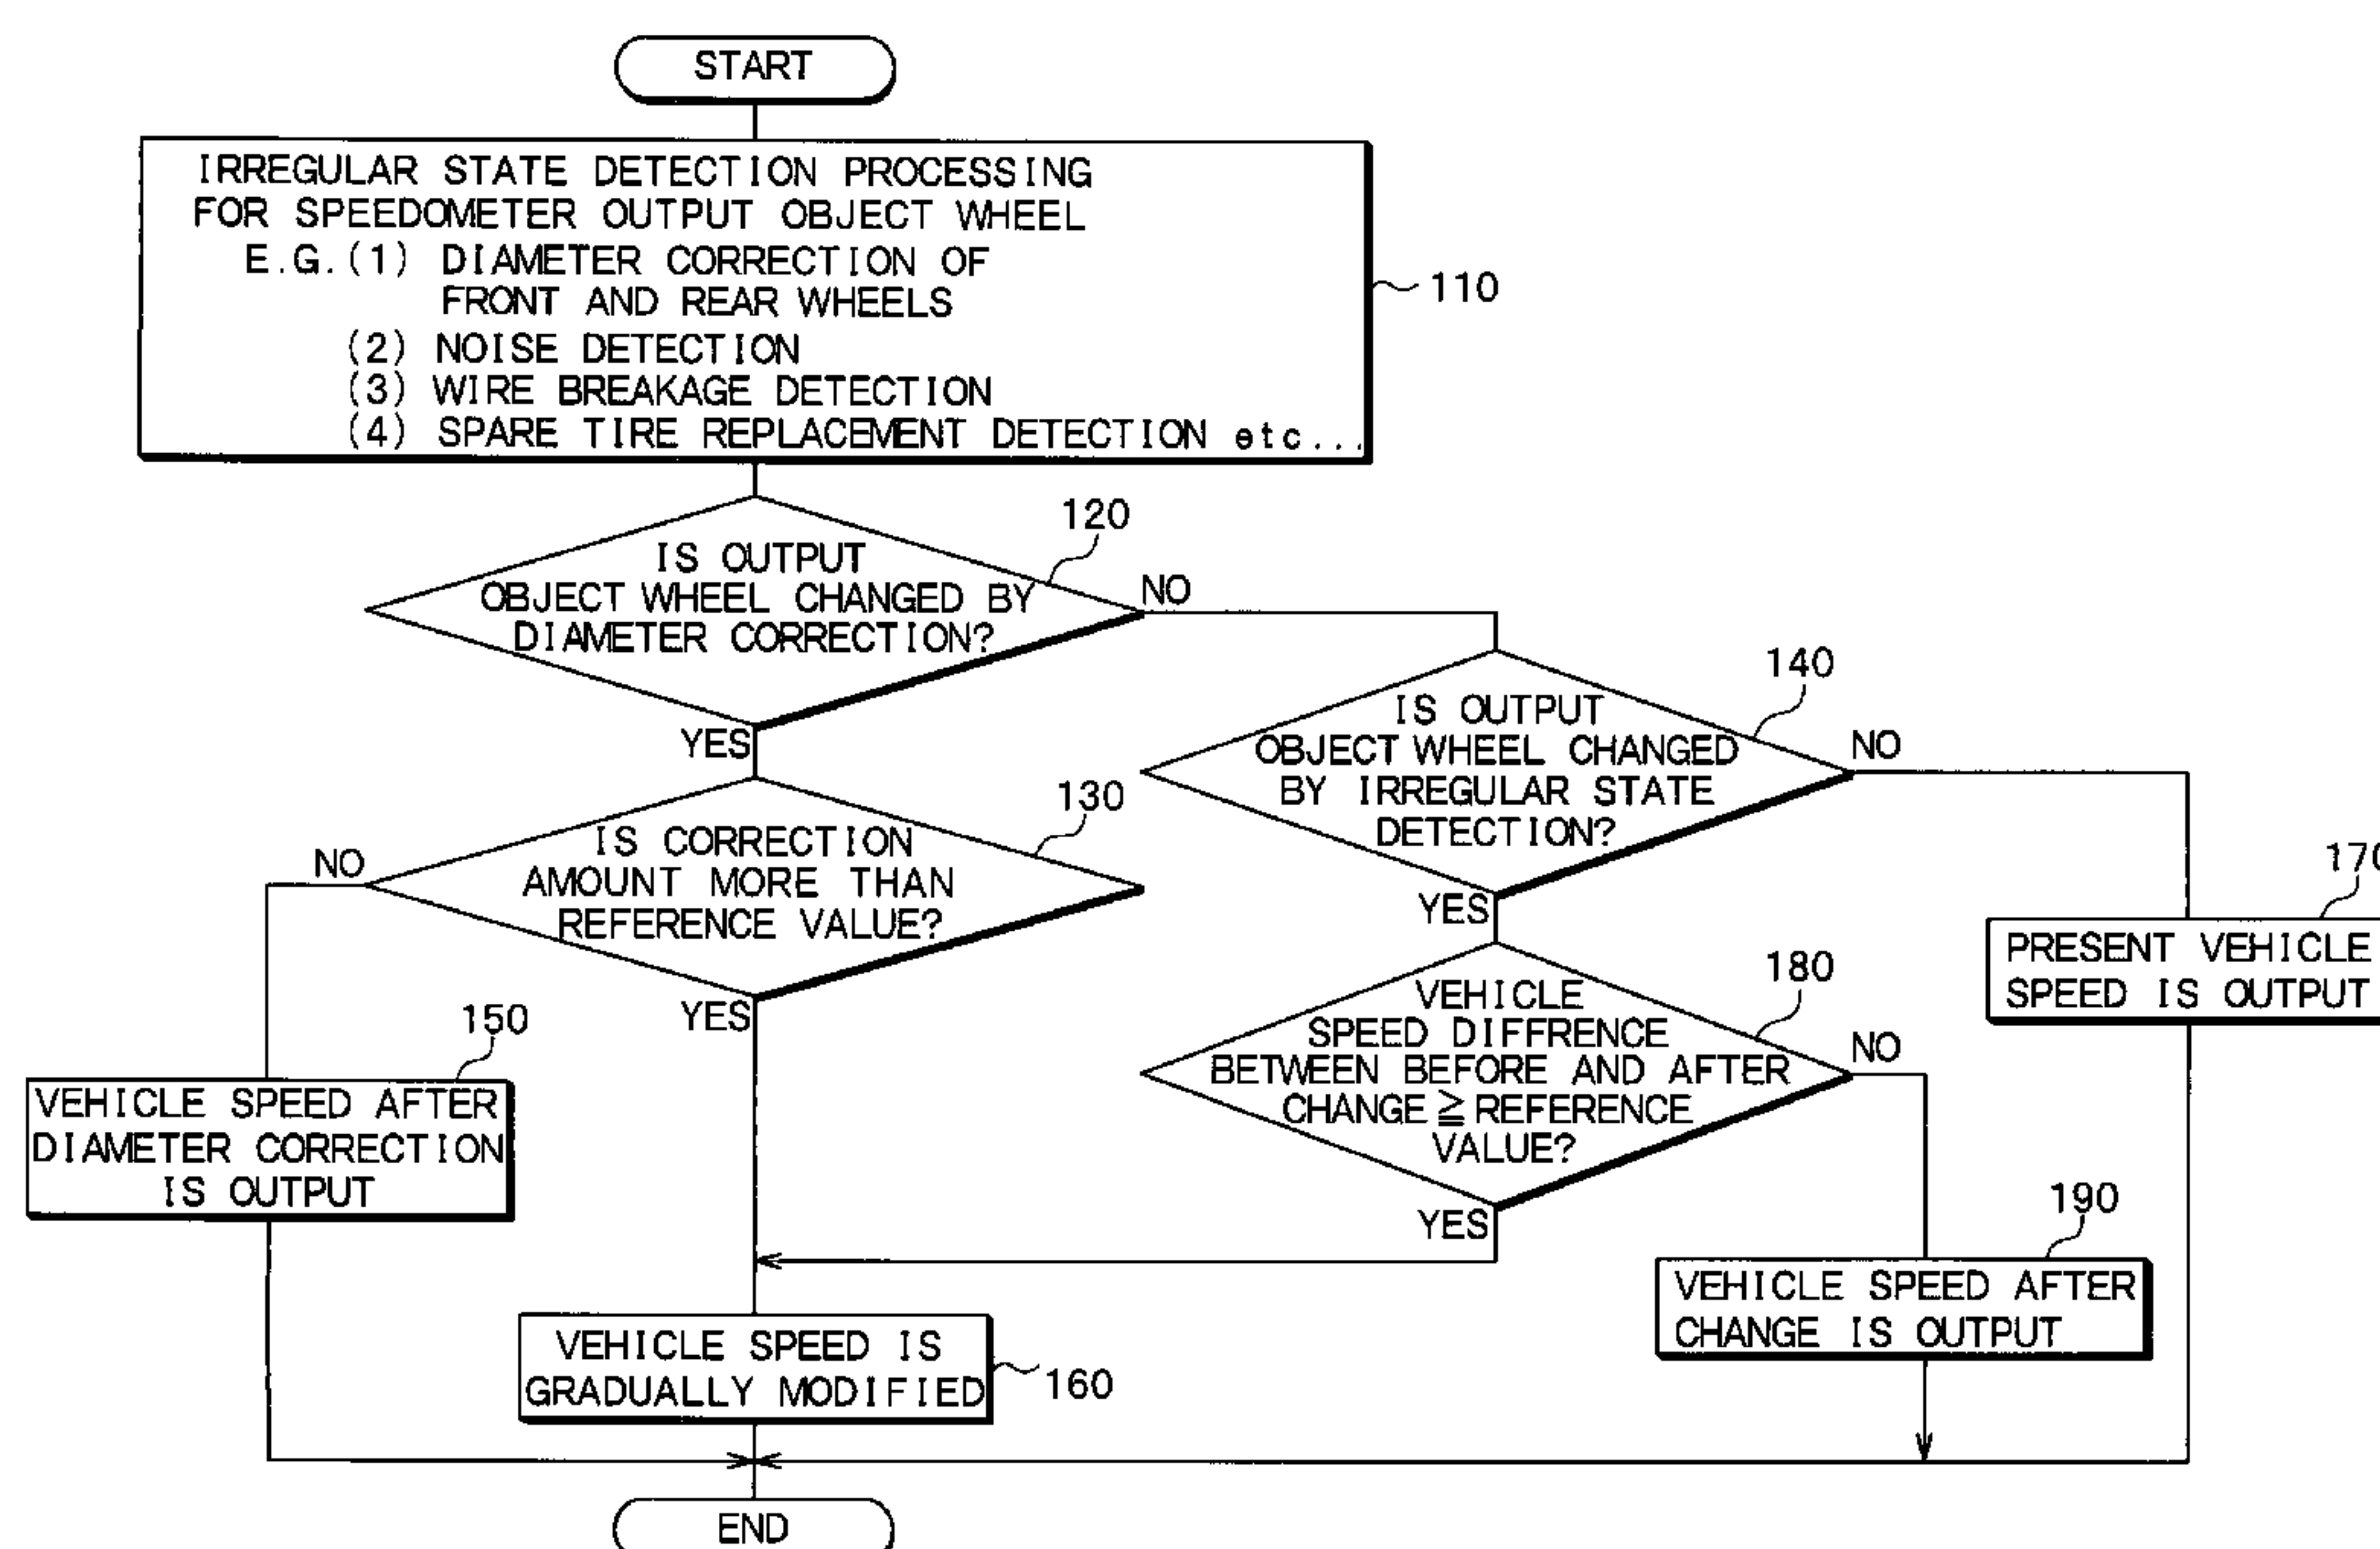 START
IRREGULAR STATE DETECTION PROCESSING
FOR SPEEDOMETER OUTPUT OBJECT WHEEL
E.G.(1) DIAMETER CORRECTION OF
FRONT AND REAR WHEELS
(2) NOISE DETECTION
(3) WIRE BREAKAGE DETECTION
(4) SPARE TIRE REPLACEMENT DETECTION etc...
110
120
IS OUTPUT
OBJECT WHEEL CHANGED BY
DIAMETER CORRECTION?
NO
YES
140
IS OUTPUT
OBJECT WHEEL CHANGED
BY IRREGULAR STATE
DETECTION?
NO
YES
130
IS CORRECTION
AMOUNT MORE THAN
REFERENCE VALUE?
NO
YES
170
PRESENT VEHICLE
SPEED IS OUTPUT
180
VEHICLE
SPEED DIFFRENCE
BETWEEN BEFORE AND AFTER
CHANGE ≧ REFERENCE
VALUE?
NO
YES
150
VEHICLE SPEED AFTER
DIAMETER CORRECTION
IS OUTPUT
190
VEHICLE SPEED AFTER
CHANGE IS OUTPUT
VEHICLE SPEED IS
GRADUALLY MODIFIED
160
END